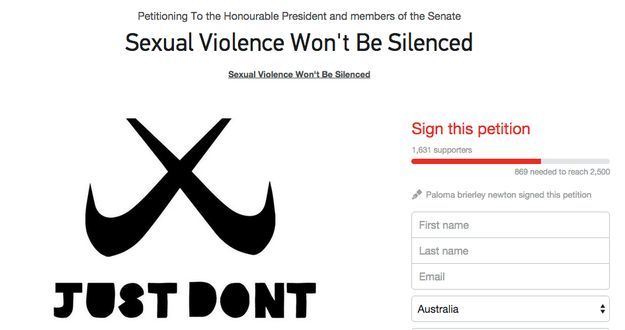 Petitioning To the Honourable President and members of the Senate
Sexual Violence Won't Be Silenced
Sexual Violence Won't Be Silenced
JUST DONT
Sign this petition
1,631 supporters
869 needed to reach 2,500
Paloma brierley newton signed this petition
First name
Last name
Email
Australia